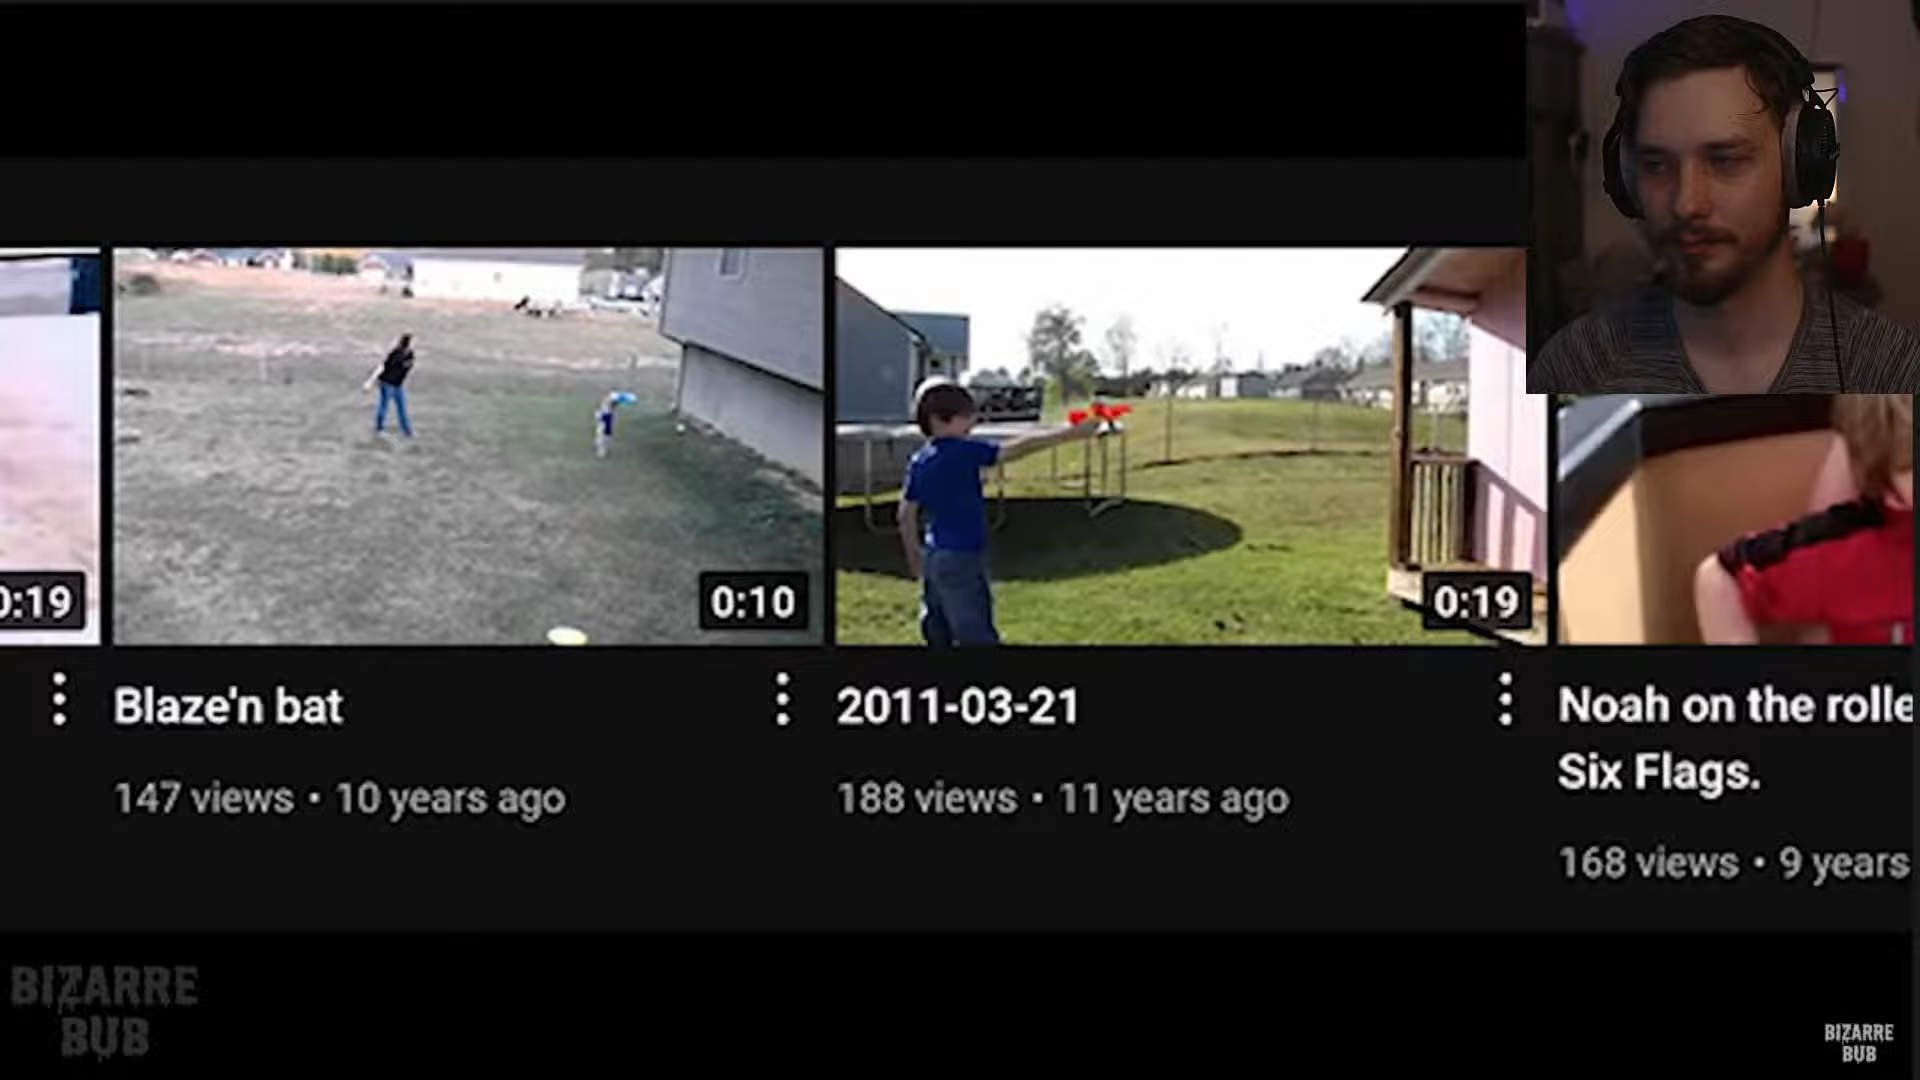 0:19
0:10
0:19
Blaze'n bat
147 views • 10 years ago
2011-03-21
188 views • 11 years ago
Noah on the rolle
Six Flags.
168 views • 9 years
BIZARRE
BUB
BIZARRE
BUB